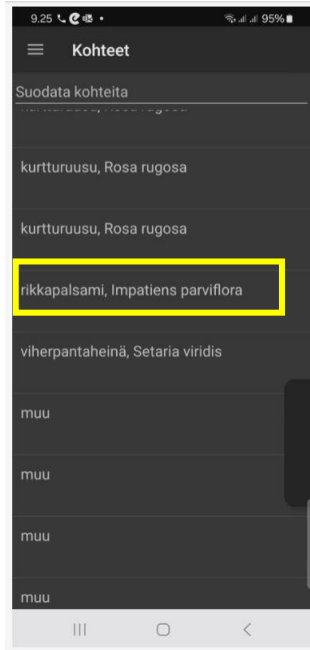 9.25
95%
Kohteet
Suodata kohteita
kurtturuusu, Rosa rugosa
kurtturuusu, Rosa rugosa
rikkapalsami, Impatiens parviflora
viherpantaheinä, Setaria viridis
muu
muu
muu
muu